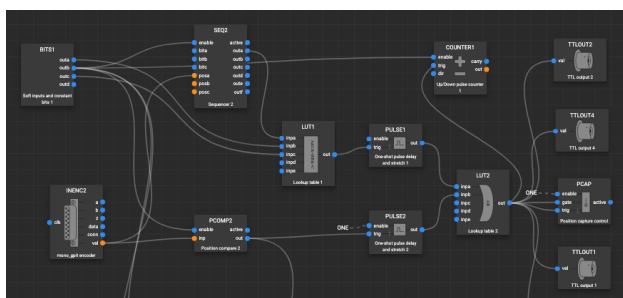 BITS1
outa
outb
outc
outd
Soft inputs and constant
bits 1
SEQ2
enable
active
bita
outa
bitb
outb
bitc
outc
posa
outd
posb
oute
posc
outf
Sequencer 2
COUNTER1
enable
carry
trig
out
dir
Up/Down pulse counter
1
TTLOUT2
val
TTL output 2
LUT1
inpa
inpb
inpc
out
inpd
inpe
Lookup table 1
PULSE1
enable
trig
out
One-shot pulse delay
and stretch 1
TTLOUT4
val
TTL output 4
LUT2
inpa
inpb
inpc
out
inpd
inpe
Lookup table 2
ONE
PCAP
enable
gate
active
trig
Position capture control
INENC2
clk
a
b
z
data
conn
val
PCOMP2
enable
active
inp
out
Position compare 2
ONE
PULSE2
enable
trig
out
One-shot pulse delay
and stretch 2
TTLOUT1
val
TTL output 1